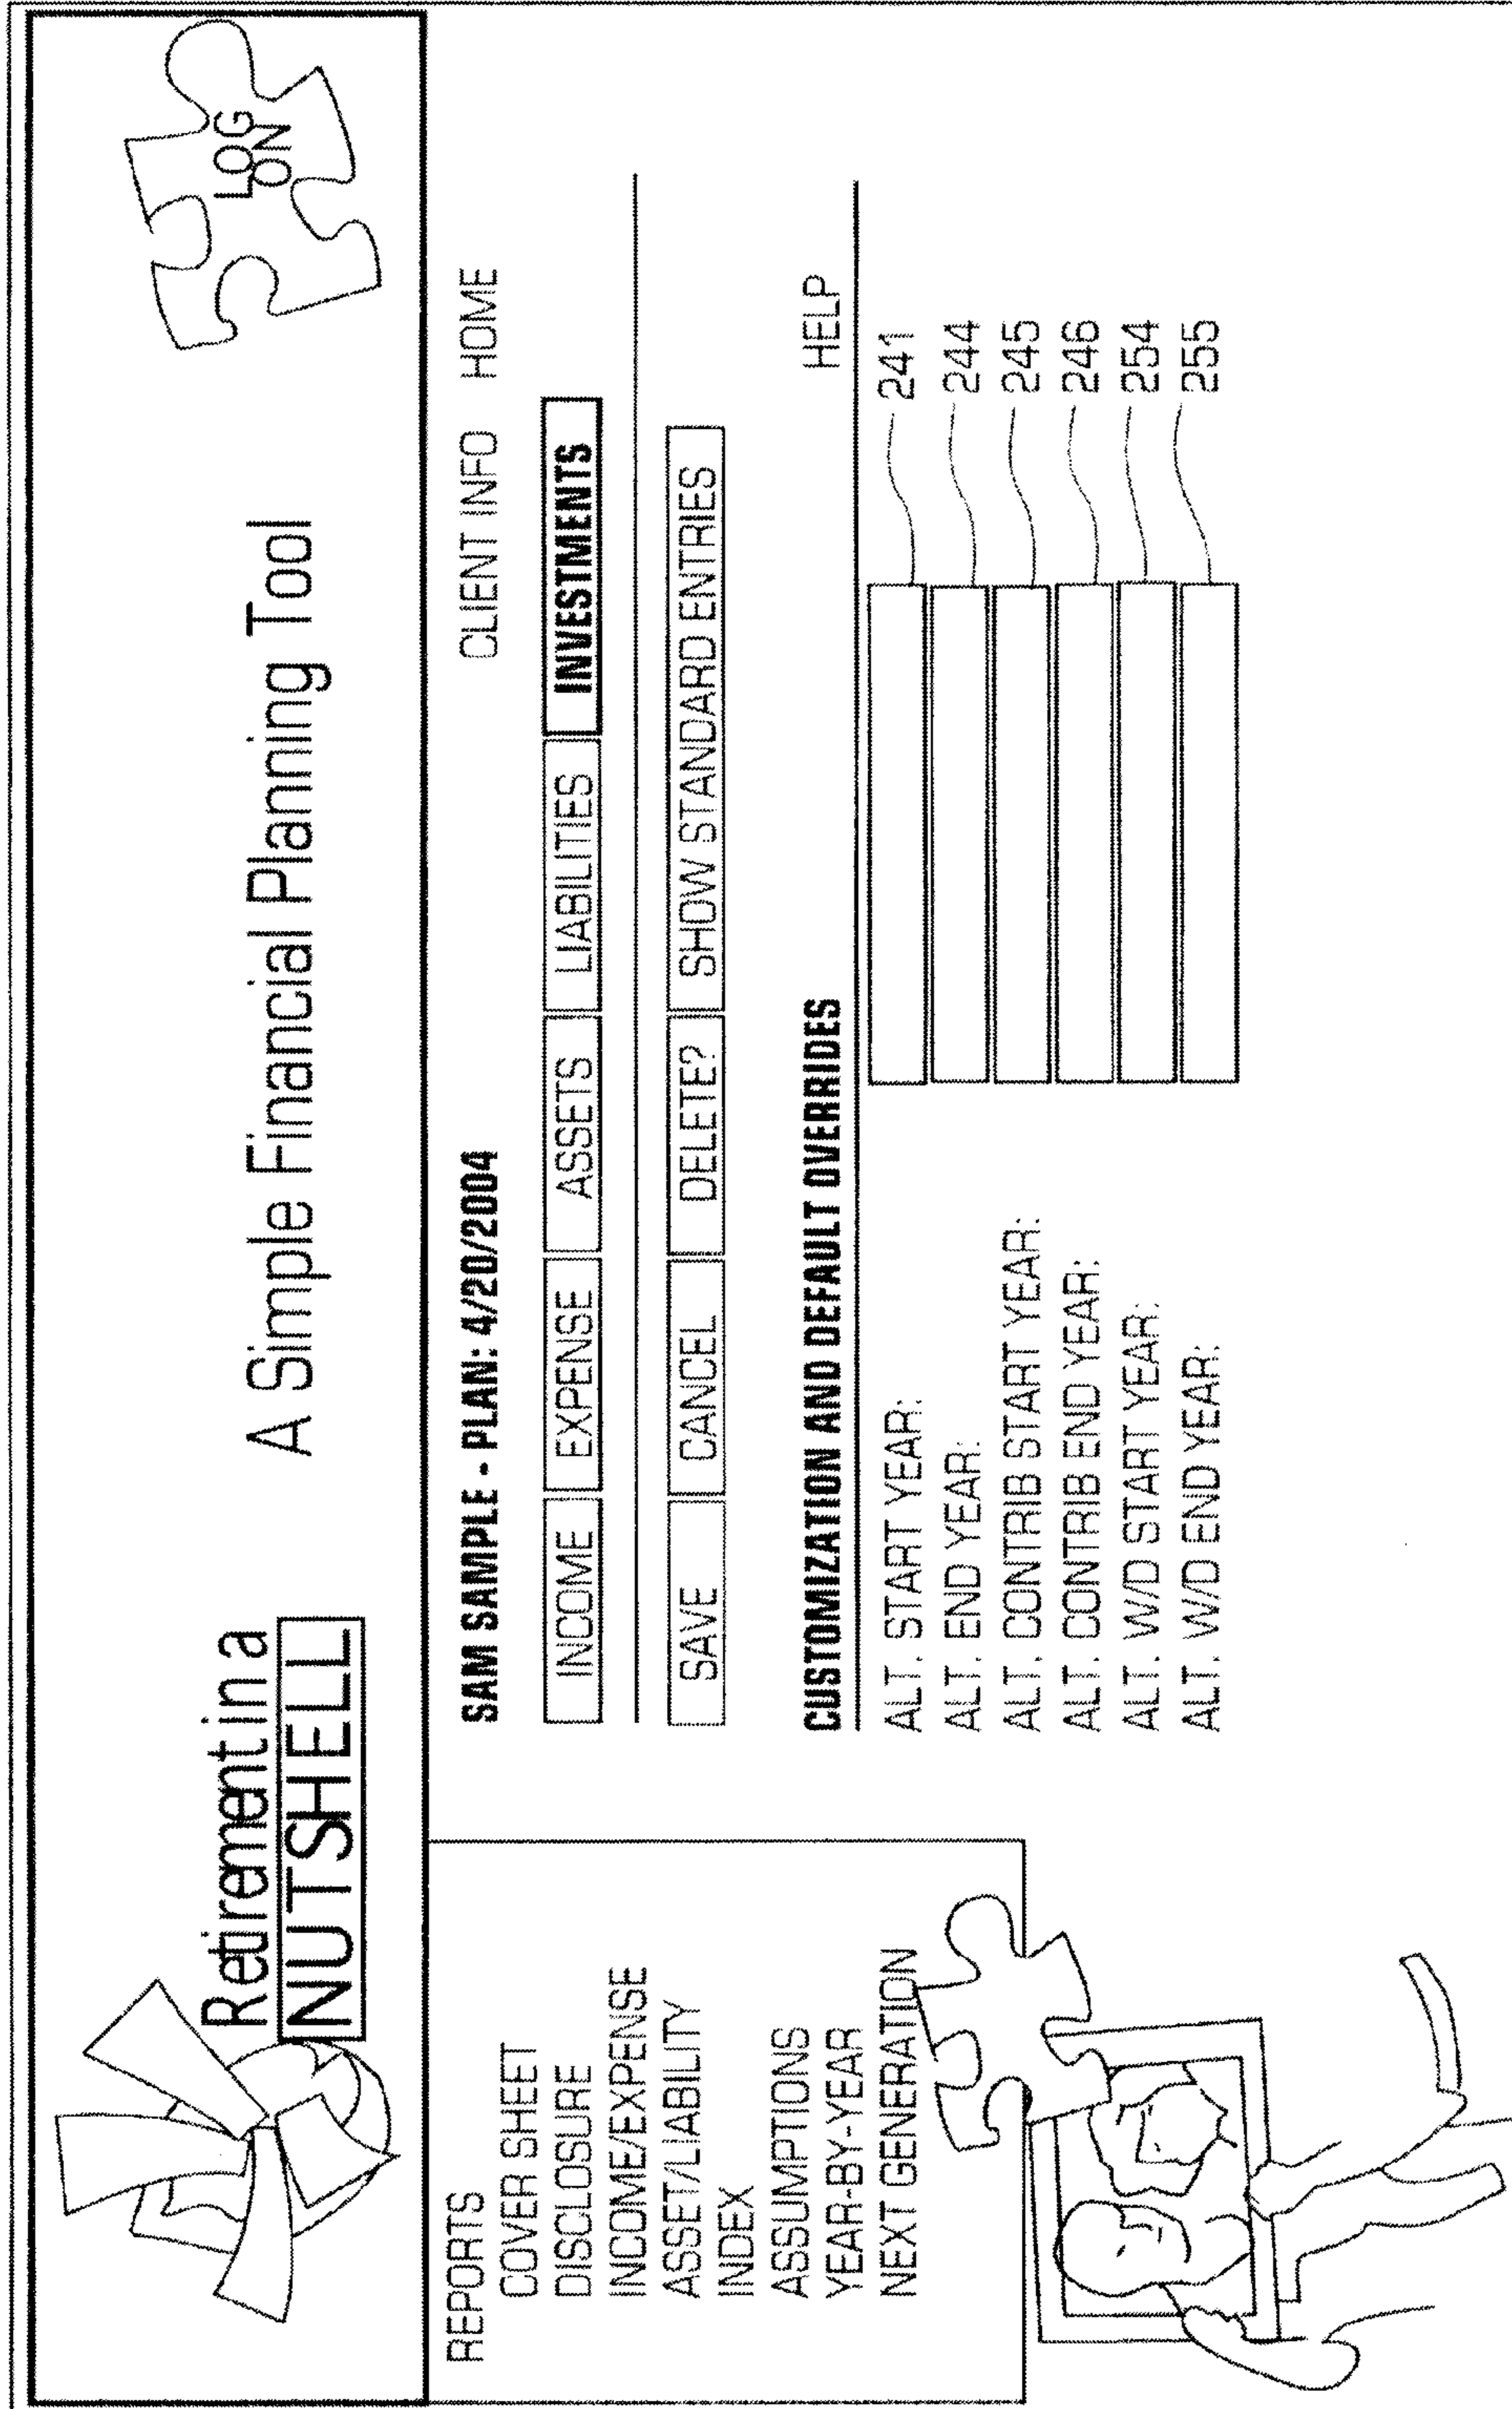 Retirement in a
NUTSHELL
A Simple Financial Planning Tool
LOG
ON
REPORTS
COVER SHEET
DISCLOSURE
INCOME/EXPENSE
ASSET/LIABILITY
INDEX
ASSUMPTIONS
YEAR-BY-YEAR
NEXT GENERATION
SAM SAMPLE - PLAN: 4/20/2004 CLIENT INFO HOME
INCOME EXPENSE ASSETS LIABILITIES INVESTMENTS
SAVE CANCEL DELETE? SHOW STANDARD ENTRIES
CUSTOMIZATION AND DEFAULT OVERRIDES HELP
ALT. START YEAR: 241
ALT. END YEAR: 244
ALT. CONTRIB START YEAR: 245
ALT. CONTRIB END YEAR: 246
ALT. W/D START YEAR: 254
ALT. W/D END YEAR: 255